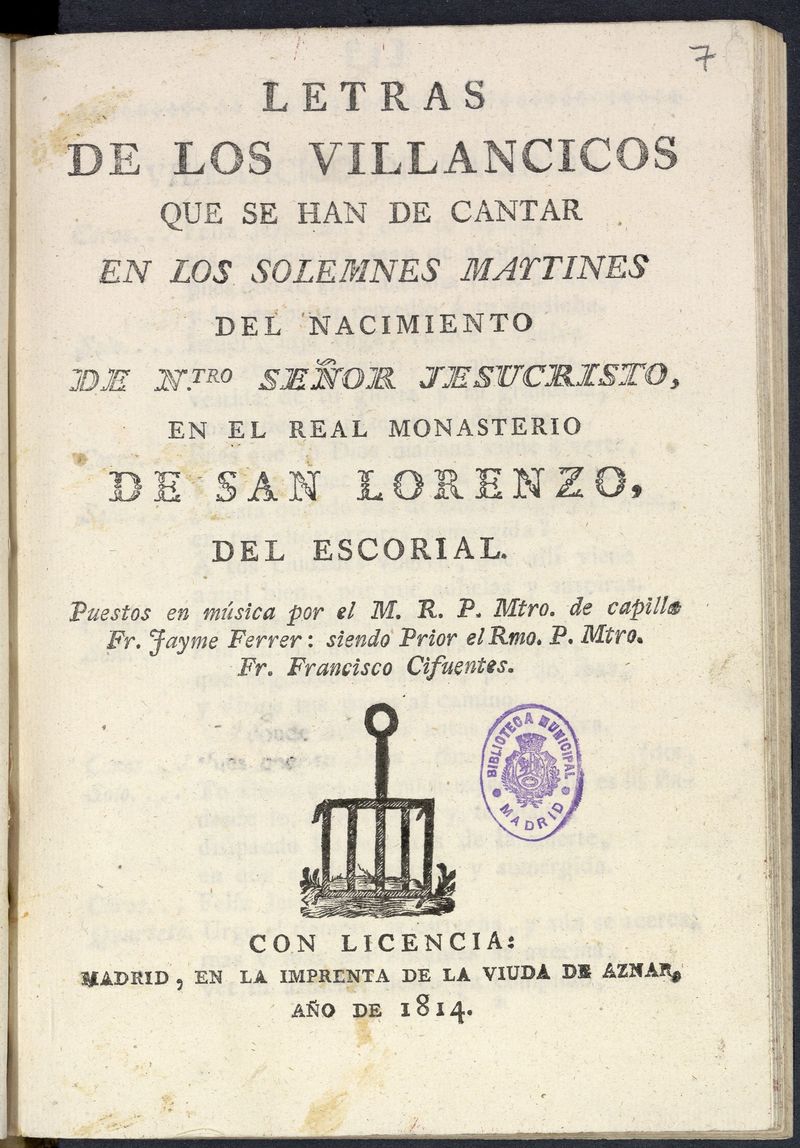 7
LETRAS
DE LOS VILLANCICOS
QUE SE HAN DE CANTAR
EN LOS SOLEMNES MAYTINES
DEL NACIMIENTO
DE N.TRO SEÑOR JESUCRISTO,
EN EL REAL MONASTERIO
DE SAN LORENZO,
DEL ESCORIAL.
Puestos en música por el M. R. P. Mtro. de capilla
Fr. Jayme Ferrer: siendo Prior el Rmo. P. Mtro.
Fr. Francisco Cifuentes.
BIBLIOTECA MUNICIPAL
MADRID
CON LICENCIA:
MADRID, EN LA IMPRENTA DE LA VIUDA DE AZNAR,
AÑO DE 1814.